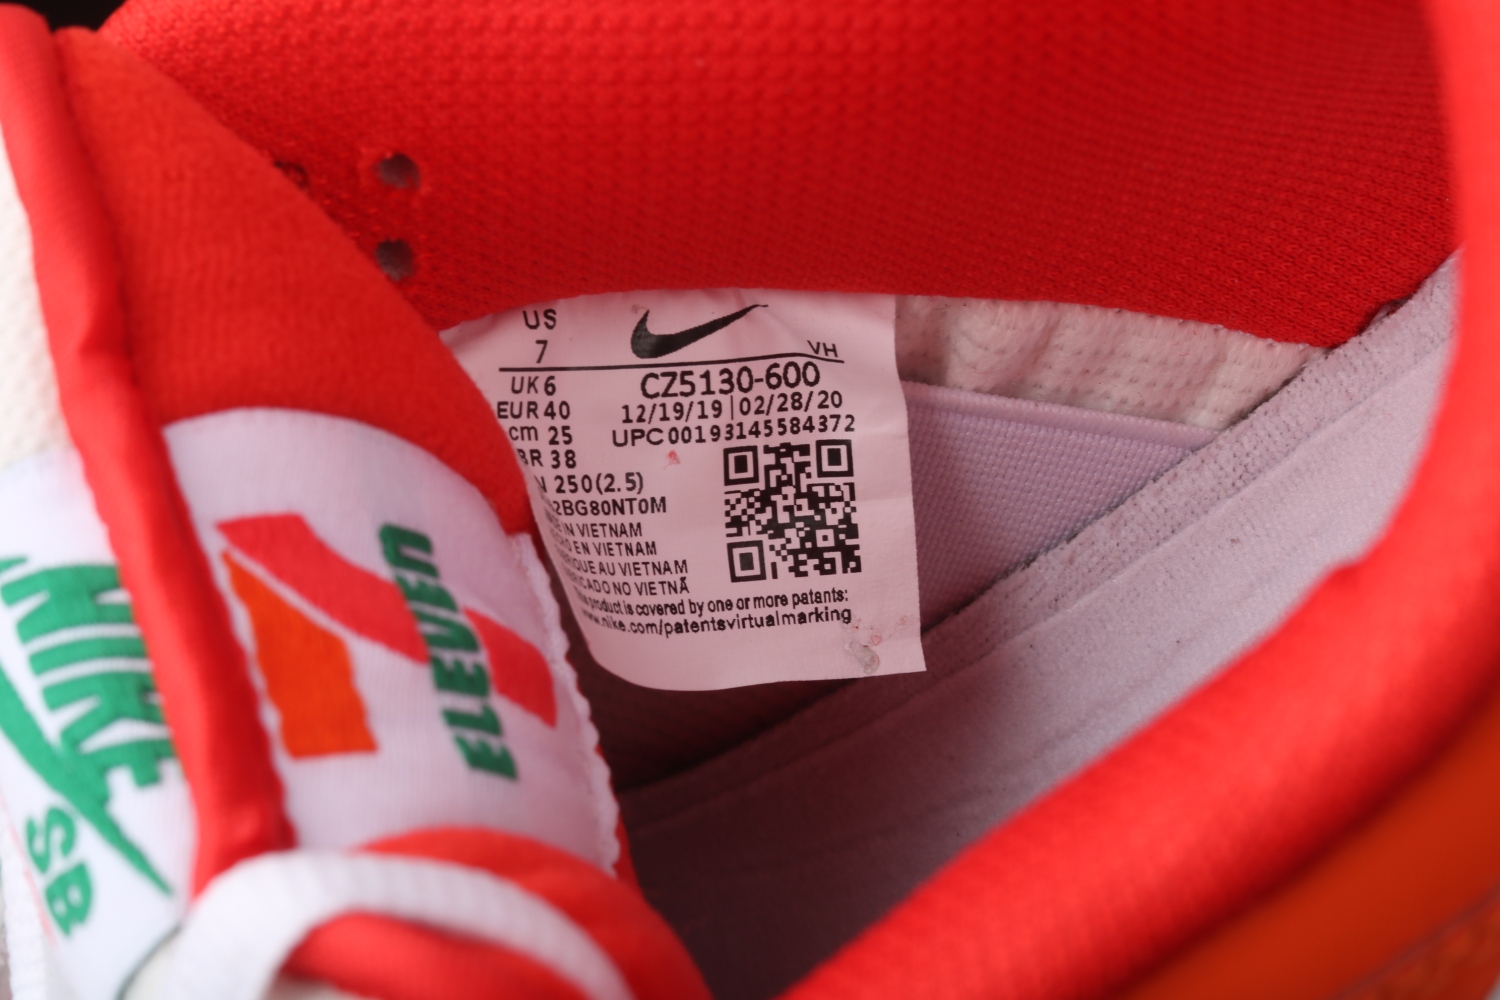 US
7
VH
UK 6
CZ5130-600
EUR 40
12/19/19 | 02/28/20
cm 25
UPC 00193145584372
BR 38
250(2.5)
2BG80NT0M
IN VIETNAM
EN VIETNAM
AU VIETNAM
NO VIETNÃ
product is covered by one or more patants:
.nike.com/patentsvirtualmarking
7
ELEVEn
NIKE
SB